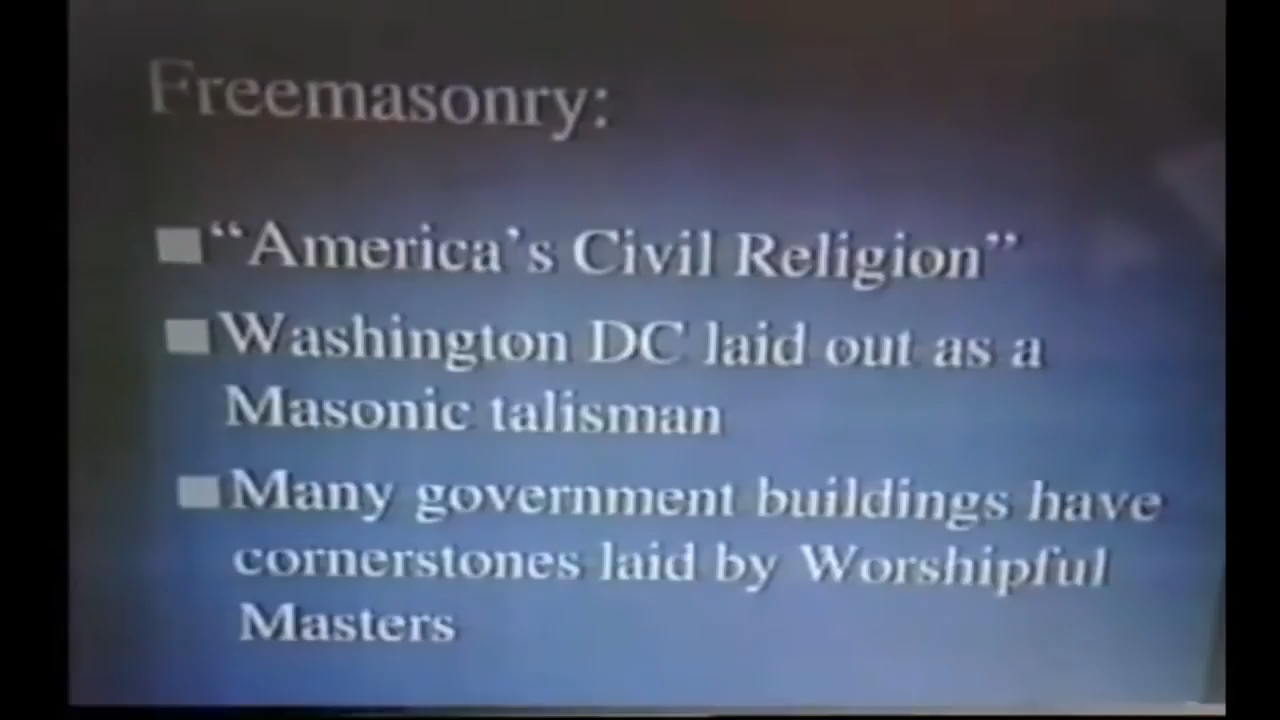 Freemasonry:
“America’s Civil Religion”
Washington DC laid out as a
Masonic talisman
Many government buildings have
cornerstones laid by Worshipful
Masters